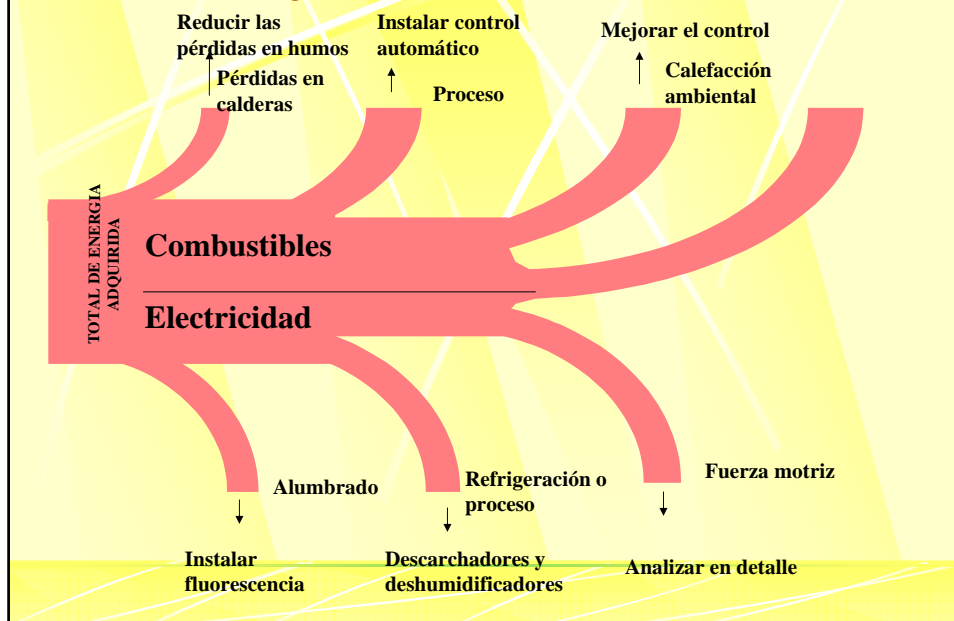 Reducir las
pérdidas en humos
Instalar control
automático
Mejorar el control
Pérdidas en
calderas
Proceso
Calefacción
ambiental
TOTAL DE ENERGIA
ADQUIRIDA
Combustibles
Electricidad
Alumbrado
Refrigeración o
proceso
Fuerza motriz
Instalar
fluorescencia
Descarchadores y
deshumidificadores
Analizar en detalle